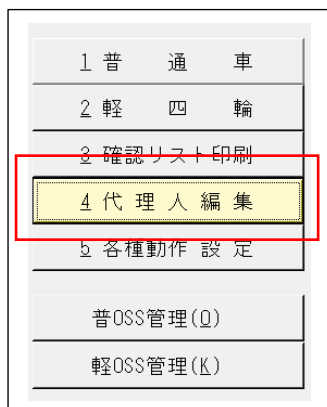 1 普 通 車
2 軽 四 輪
3 確認リスト印刷
4 代 理 人 編 集
5 各種動作 設 定
普OSS管理(O)
軽OSS管理(K)